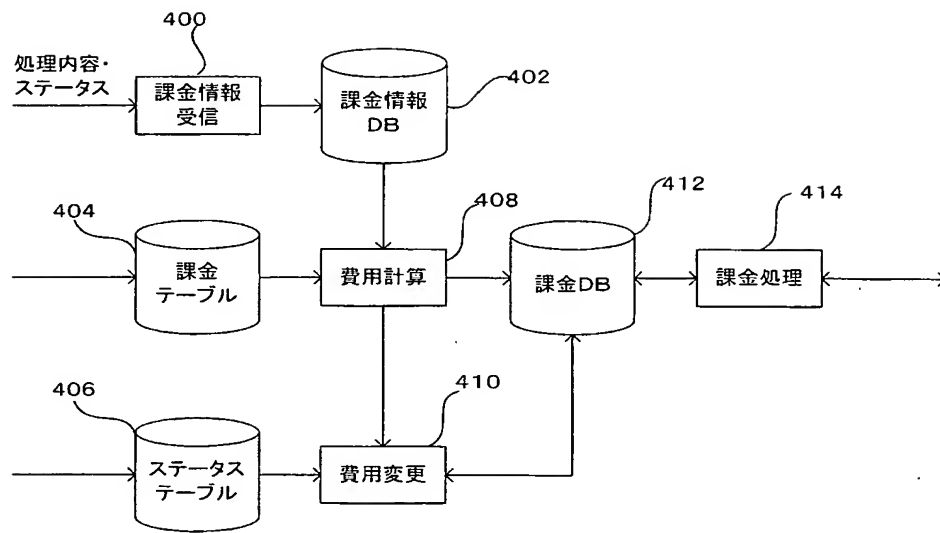 400
処理内容・
ステータス
課金情報
受信
課金情報
DB
402
404
課金
テーブル
408
費用計算
412
課金DB
414
課金処理
406
ステータス
テーブル
410
費用変更